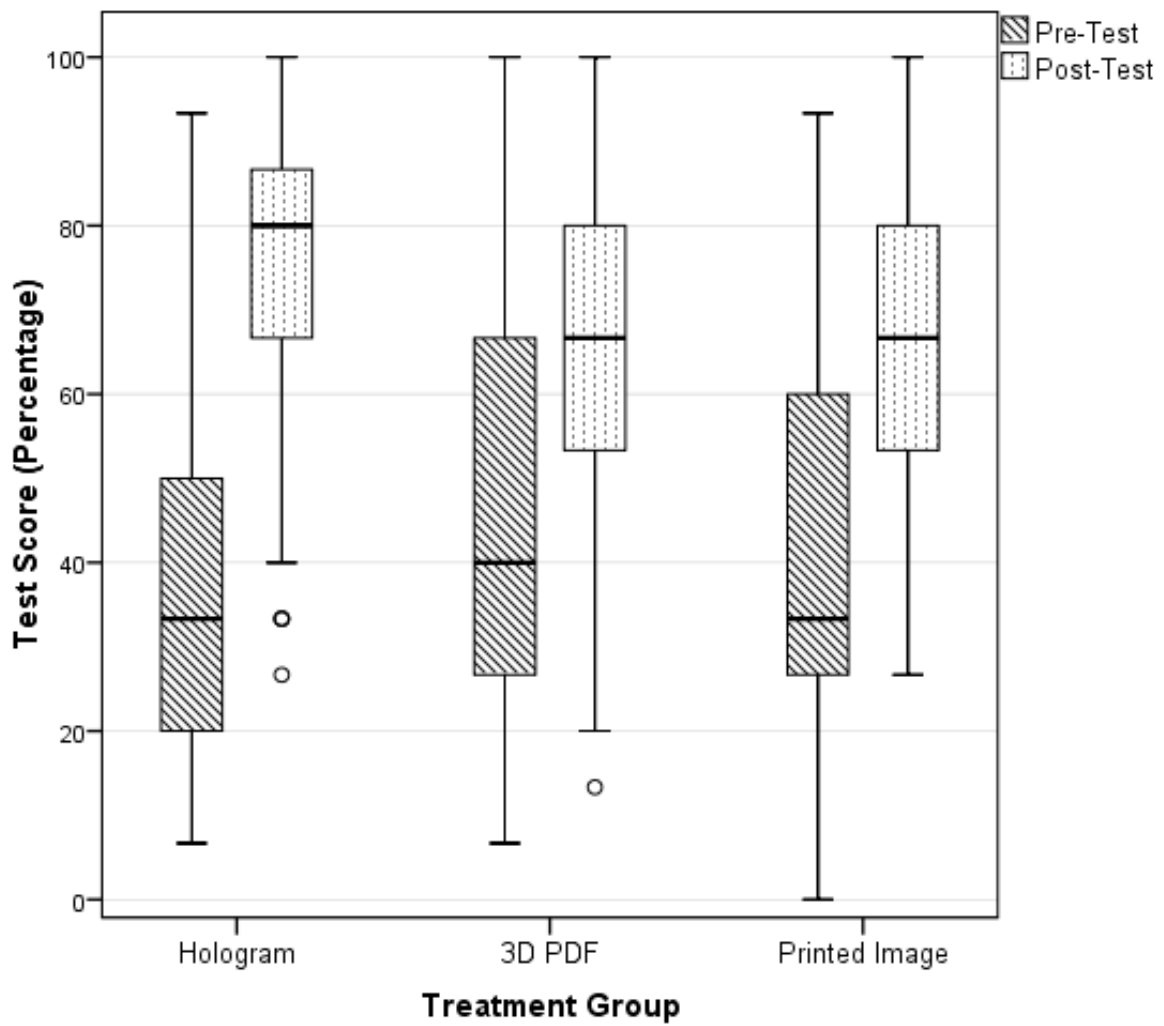 Pre-Test
Post-Test
100
80
60
40
20
0
Test Score (Percentage)
Hologram
3D PDF
Printed Image
Treatment Group